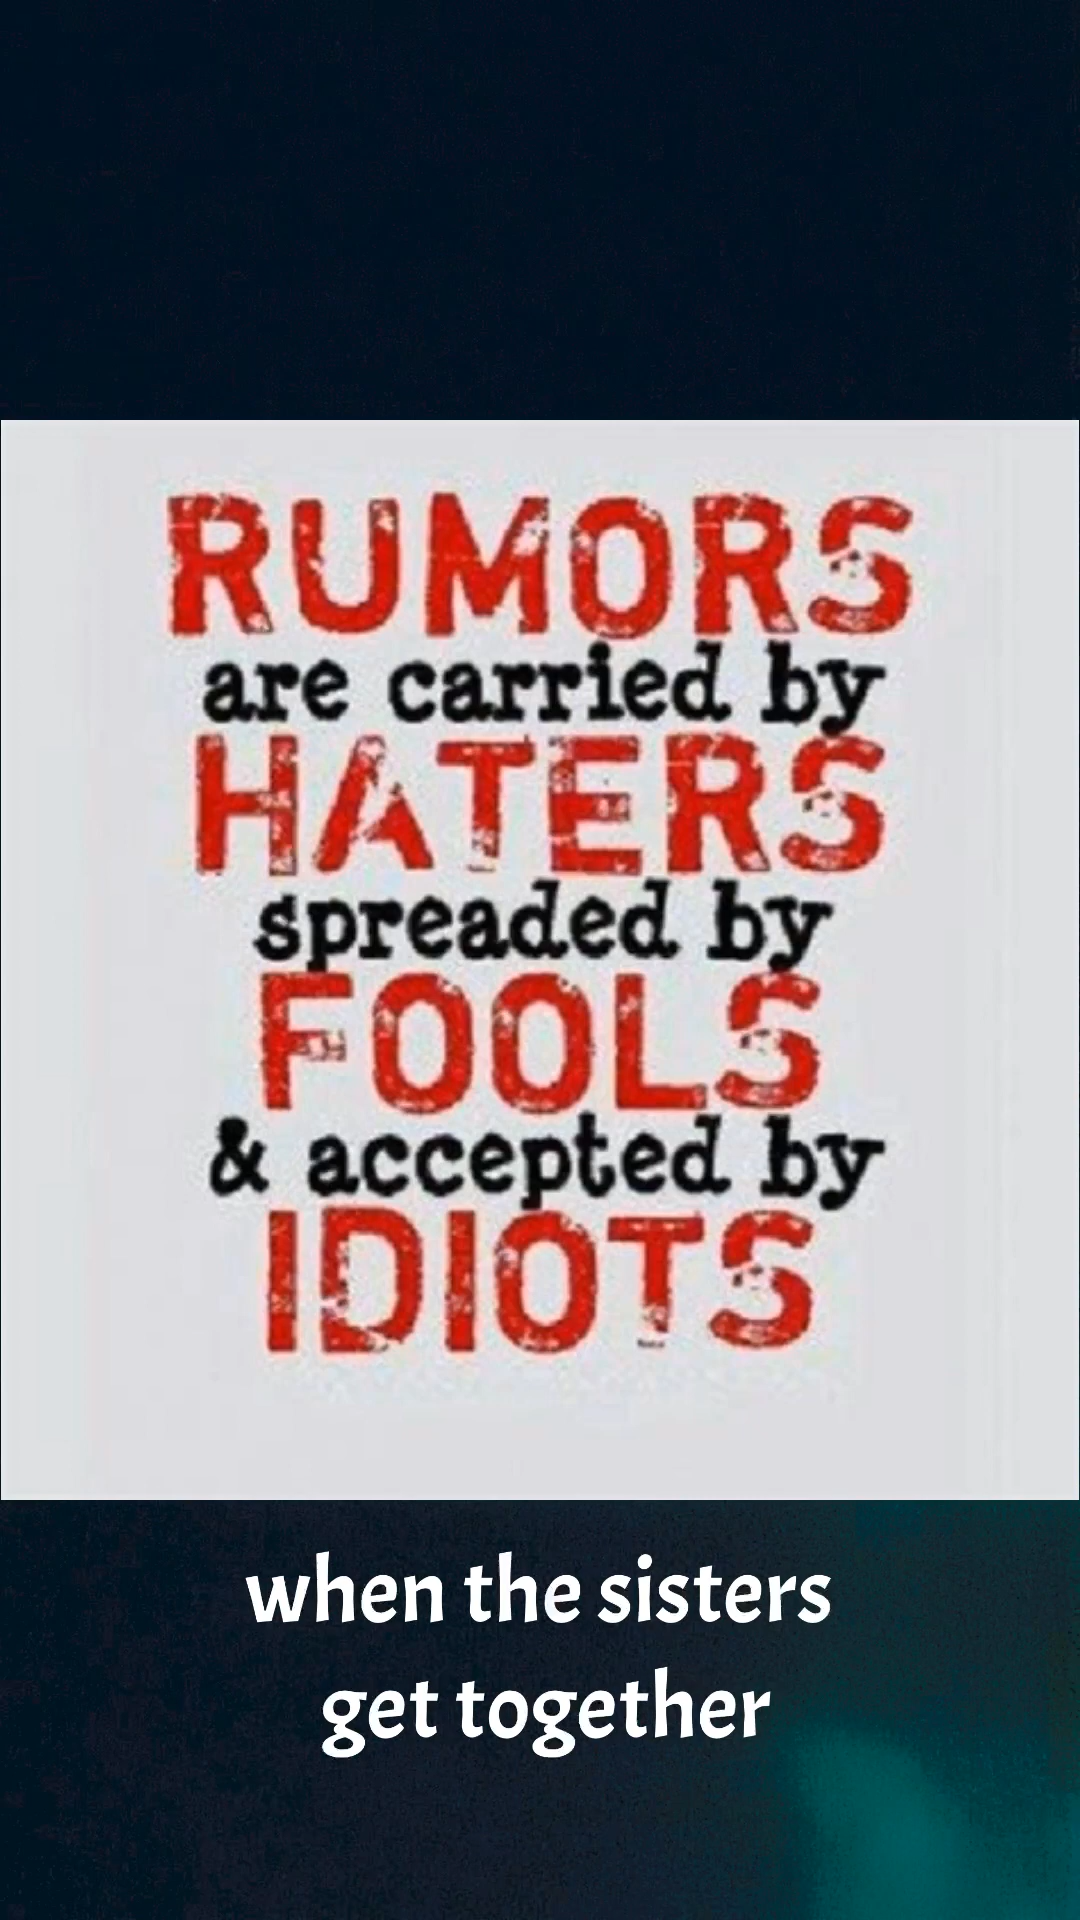 RUMORS
are carried by
HATERS
spreaded by
FOOLS
& accepted by
IDIOTS
when the sisters
get together